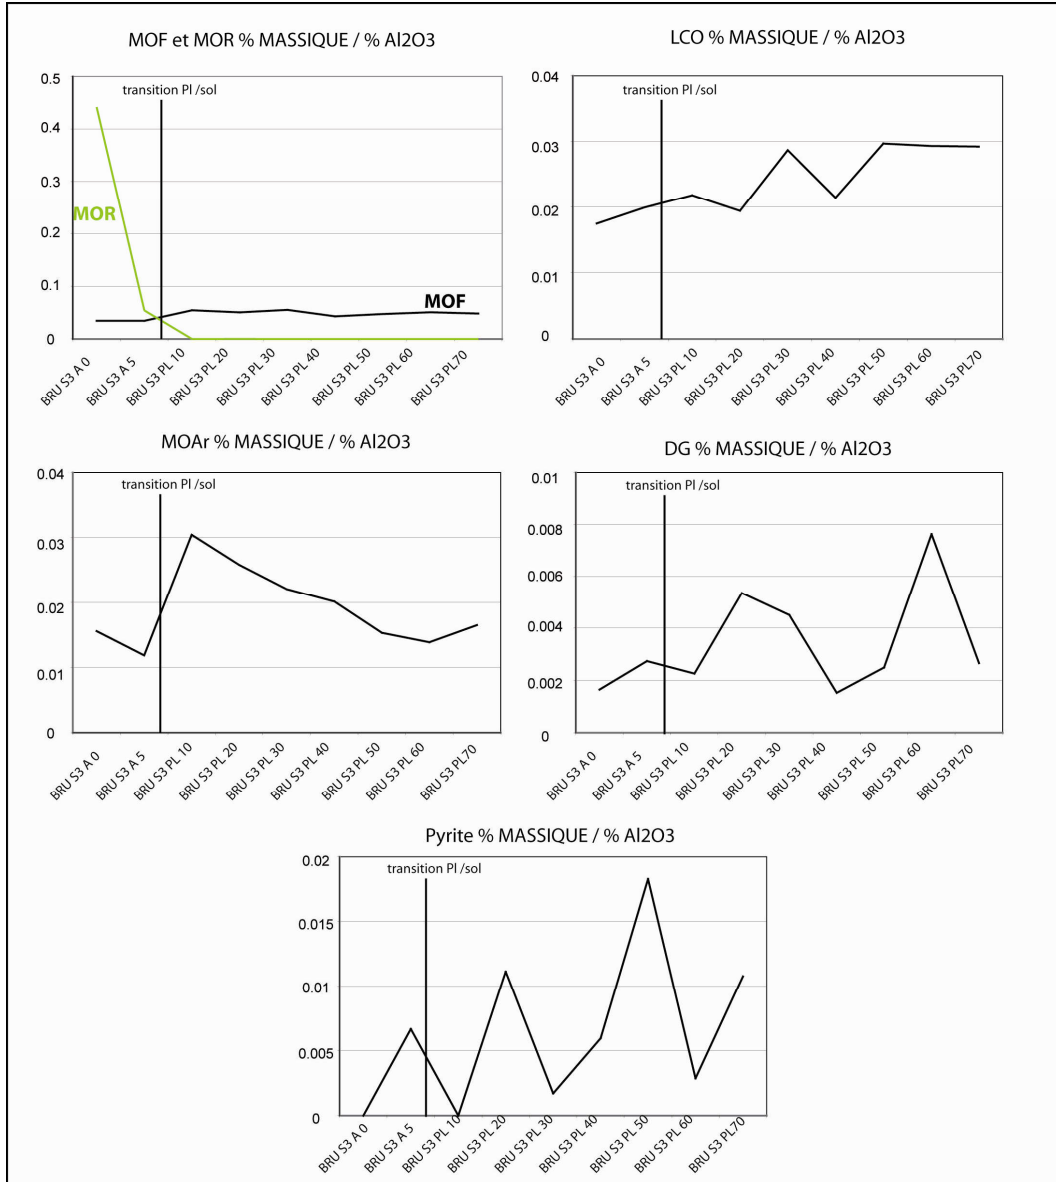 MOF et MOR % MASSIQUE / % Al2O3
0.5
0.4
0.3
0.2
0.1
0
transition Pl /sol
MOR
MOF
BRU S3 A 0
BRU S3 A 5
BRU S3 PL 10
BRU S3 PL 20
BRU S3 PL 30
BRU S3 PL 40
BRU S3 PL 50
BRU S3 PL 60
BRU S3 PL70
LCO % MASSIQUE / % Al2O3
0.04
0.03
0.02
0.01
0
transition Pl /sol
BRU S3 A 0
BRU S3 A 5
BRU S3 PL 10
BRU S3 PL 20
BRU S3 PL 30
BRU S3 PL 40
BRU S3 PL 50
BRU S3 PL 60
BRU S3 PL70
MOAr % MASSIQUE / % Al2O3
0.04
0.03
0.02
0.01
0
transition Pl /sol
BRU S3 A 0
BRU S3 A 5
BRU S3 PL 10
BRU S3 PL 20
BRU S3 PL 30
BRU S3 PL 40
BRU S3 PL 50
BRU S3 PL 60
BRU S3 PL70
DG % MASSIQUE / % Al2O3
0.01
0.008
0.006
0.004
0.002
0
transition Pl /sol
BRU S3 A 0
BRU S3 A 5
BRU S3 PL 10
BRU S3 PL 20
BRU S3 PL 30
BRU S3 PL 40
BRU S3 PL 50
BRU S3 PL 60
BRU S3 PL70
Pyrite % MASSIQUE / % Al2O3
0.02
0.015
0.01
0.005
0
transition Pl /sol
BRU S3 A 0
BRU S3 A 5
BRU S3 PL 10
BRU S3 PL 20
BRU S3 PL 30
BRU S3 PL 40
BRU S3 PL 50
BRU S3 PL 60
BRU S3 PL70